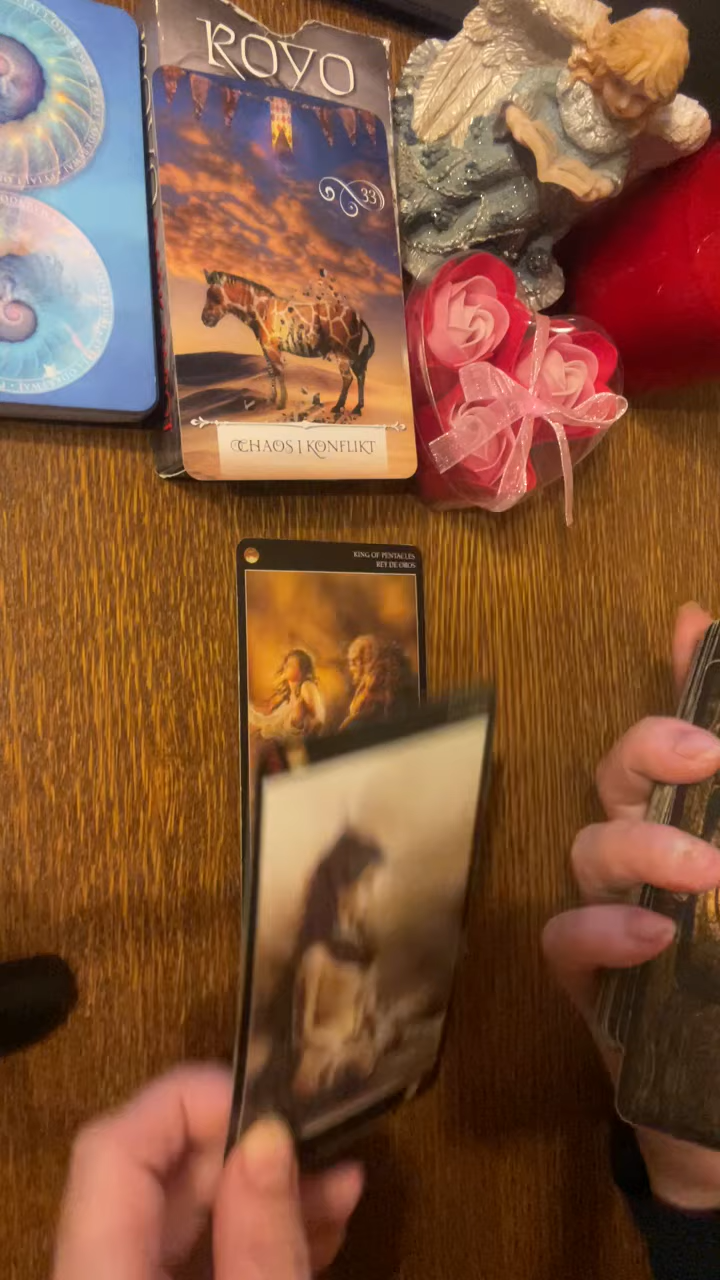 ROYO
33
CHAOS I KONFLIKT
KING OF PENTACLES
REY DE OROS